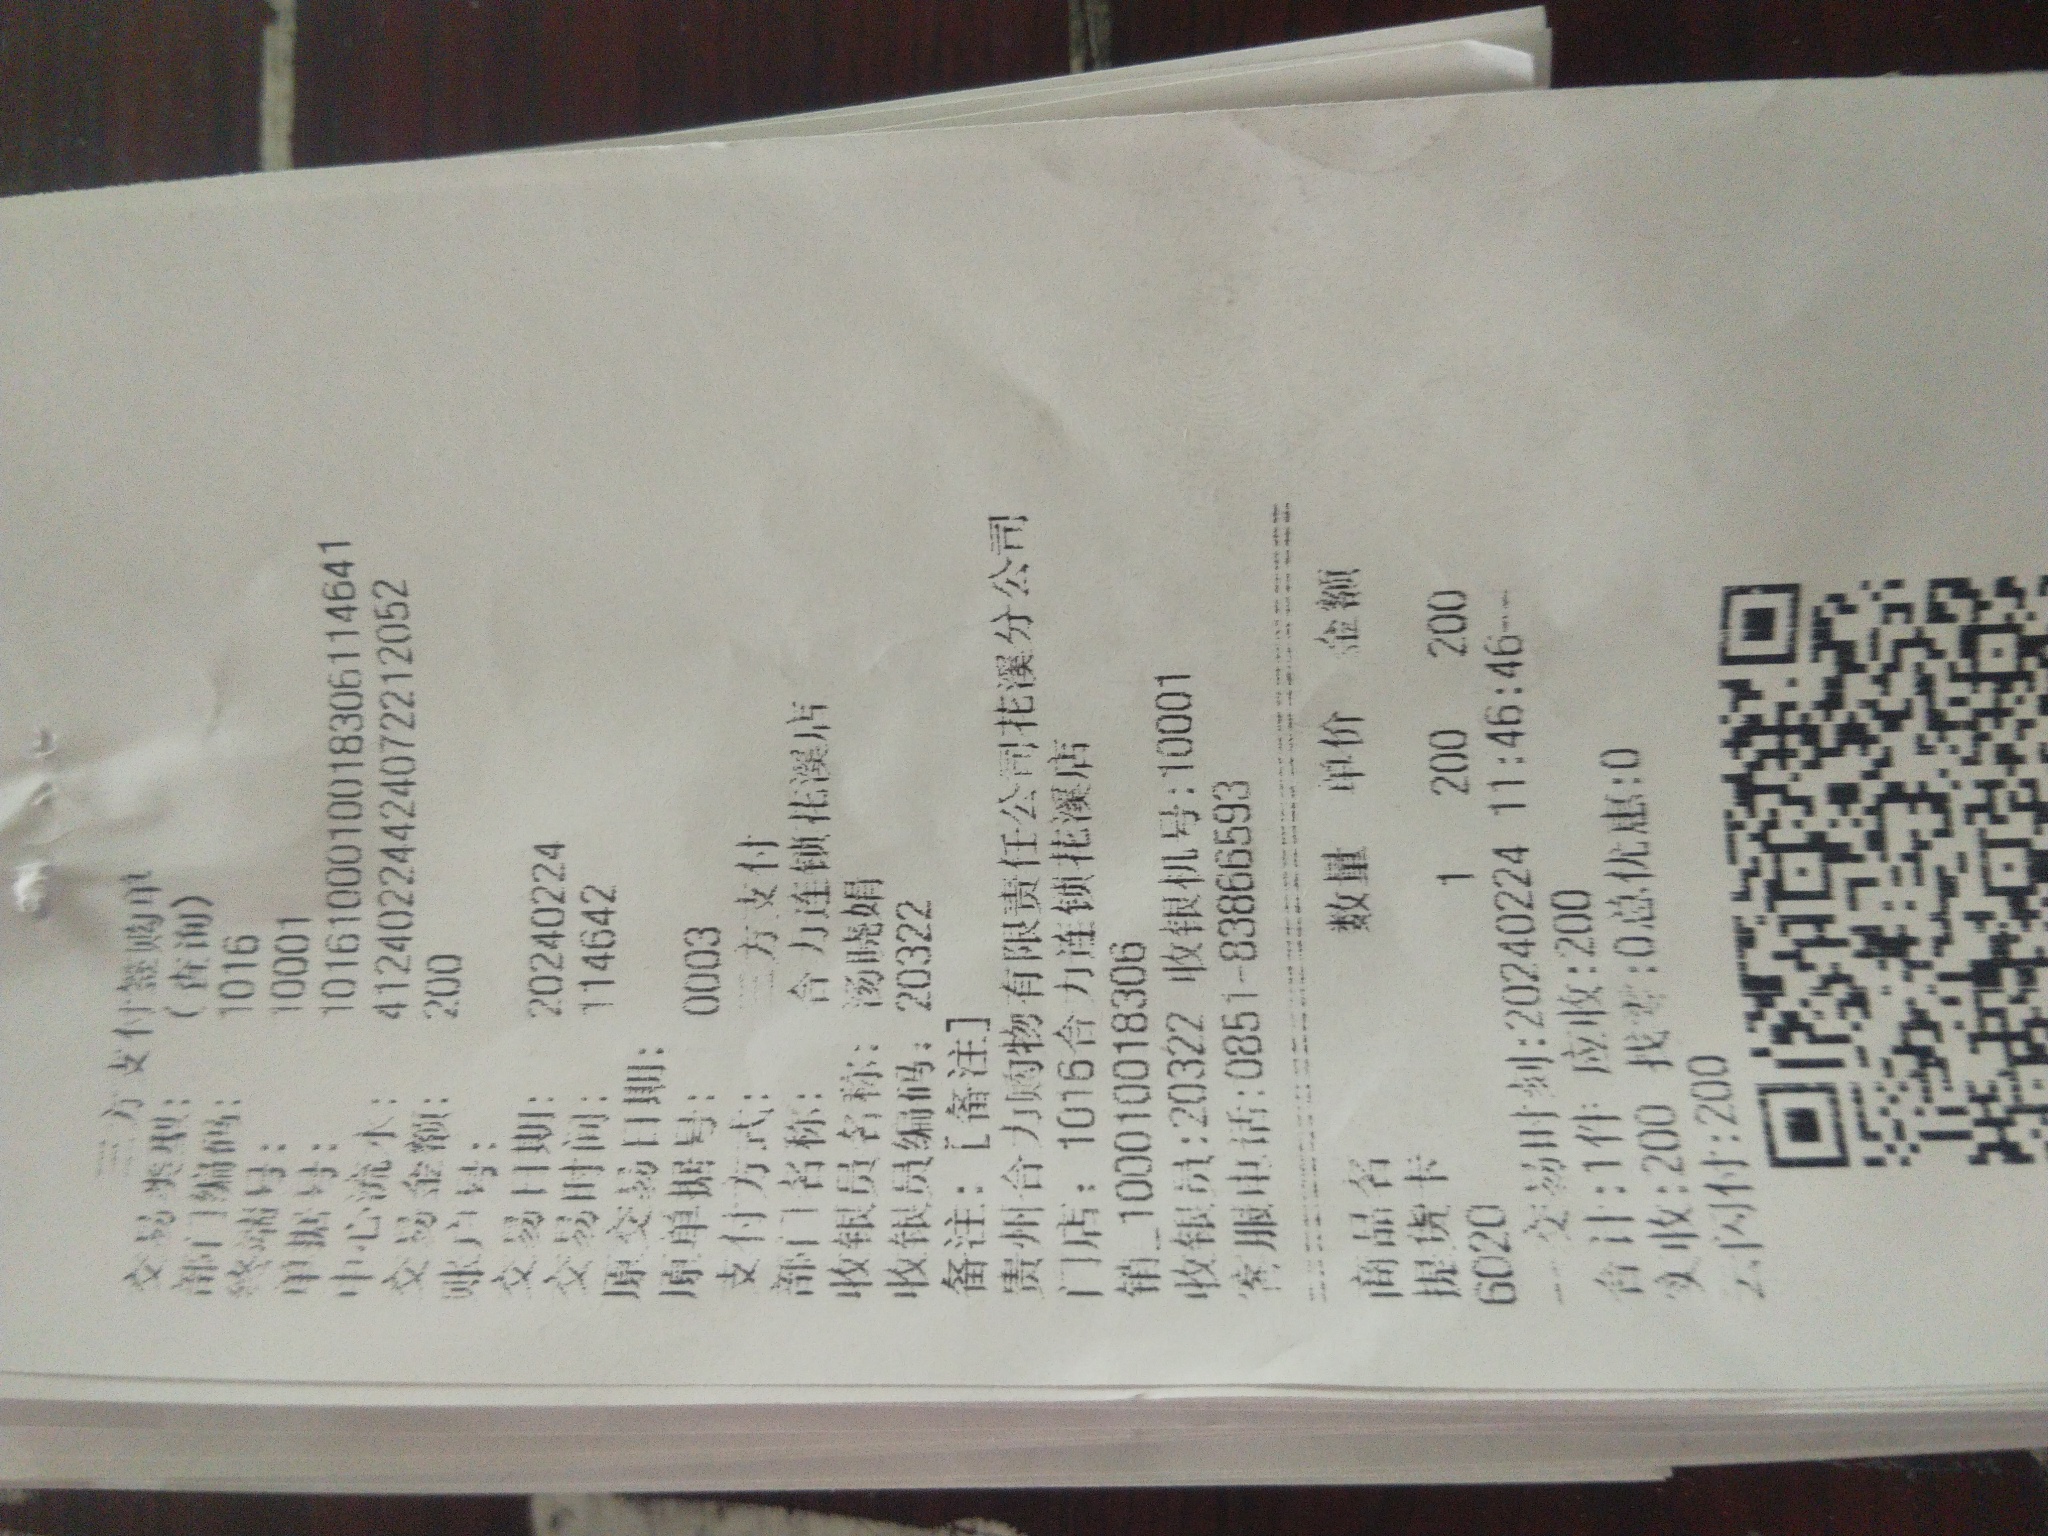 三方支付签购单
交易类型: (查询)
部门编码: 1016
终端号: 10001
单据号: 1016100010018306114641
中心流水: 412402244240722120​52
交易金额: 200
账户号:
交易日期: 20240224
交易时间: 114642
原交易日期:
原单据号: 0003
支付方式: 三方支付
部门名称: 合力连锁花溪店
收银员名称: 汤晓娟
收银员编码: 20322
备注: [备注]
贵州合力购物有限责任公司花溪分公司
门店: 1016合力连锁花溪店
销_1000100​18306
收银员:20322 收银机号:10001
客服电话:0851-83866593
商品名 数量 单价 金额
提货卡 1 200 200
6020
--交易时刻:20240224 11:46:46--
合计:1件 应收:200
实收:200 找零:0总优惠:0
云闪付:200